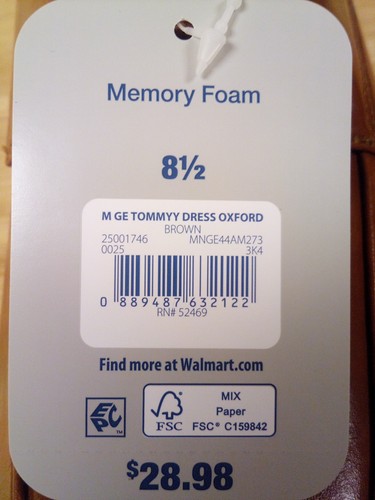 Memory Foam
8½
M GE TOMMYY DRESS OXFORD
BROWN
25001746 MNGE44AM273
0025 3K4
0 889487 632122
RN# 52469
Find more at Walmart.com
EPC™
FSC
MIX
Paper
FSC® C159842
$28.98